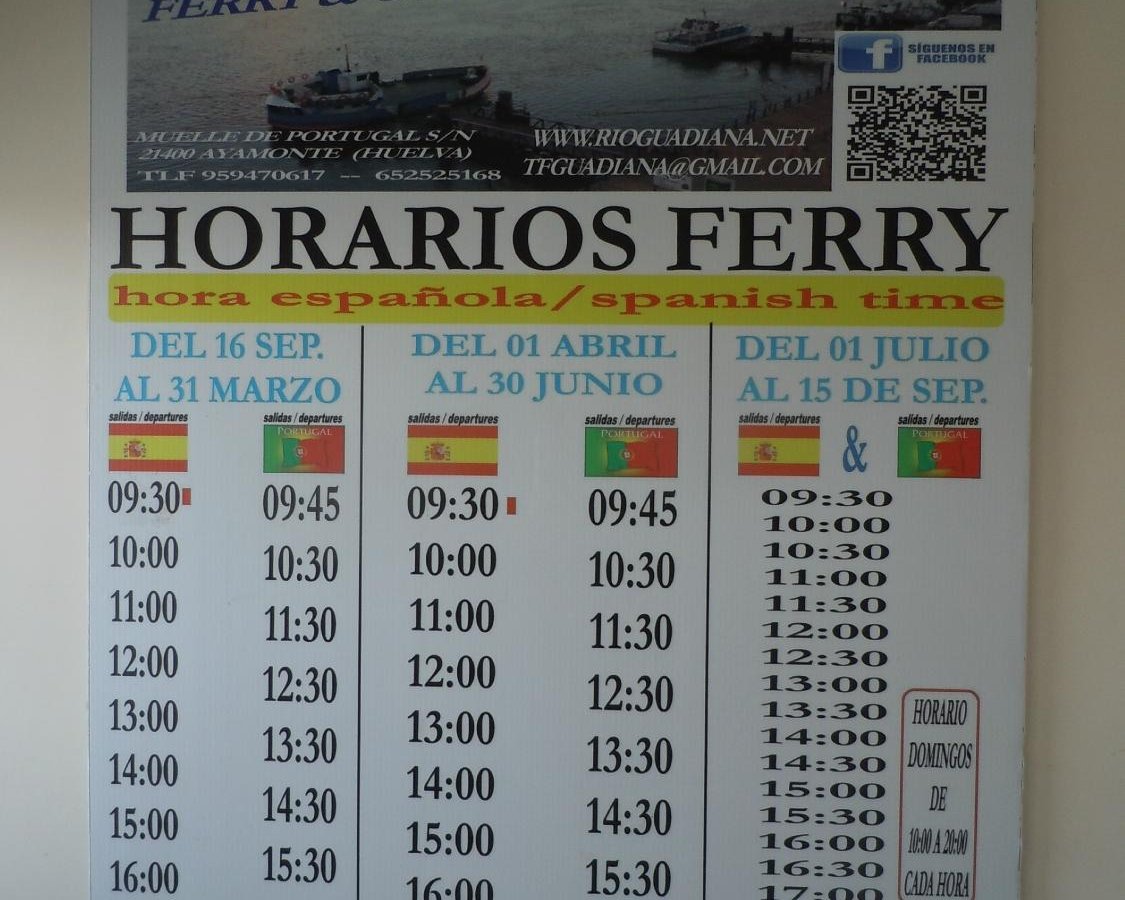 FERRY &
SÍGUENOS EN
FACEBOOK
MUELLE DE PORTUGAL S/N
21400 AYAMONTE (HUELVA)
TLF 959470617 -- 652525168
WWW.RIOGUADIANA.NET
TFGUADIANA@GMAIL.COM
HORARIOS FERRY
hora española/spanish time
DEL 16 SEP.
AL 31 MARZO
salidas / departures
salidas / departures
PORTUGAL
09:30 09:45
10:00 10:30
11:00 11:30
12:00 12:30
13:00 13:30
14:00 14:30
15:00 15:30
16:00
DEL 01 ABRIL
AL 30 JUNIO
salidas / departures
salidas / departures
PORTUGAL
09:30 09:45
10:00 10:30
11:00 11:30
12:00 12:30
13:00 13:30
14:00 14:30
15:00 15:30
16:00
DEL 01 JULIO
AL 15 DE SEP.
salidas / departures
salidas / departures
&
PORTUGAL
09:30
10:00
10:30
11:00
11:30
12:00
12:30
13:00
13:30
14:00
14:30
15:00
15:30
16:00
16:30
17:00
HORARIO
DOMINGOS
DE
10:00 A 20:00
CADA HORA